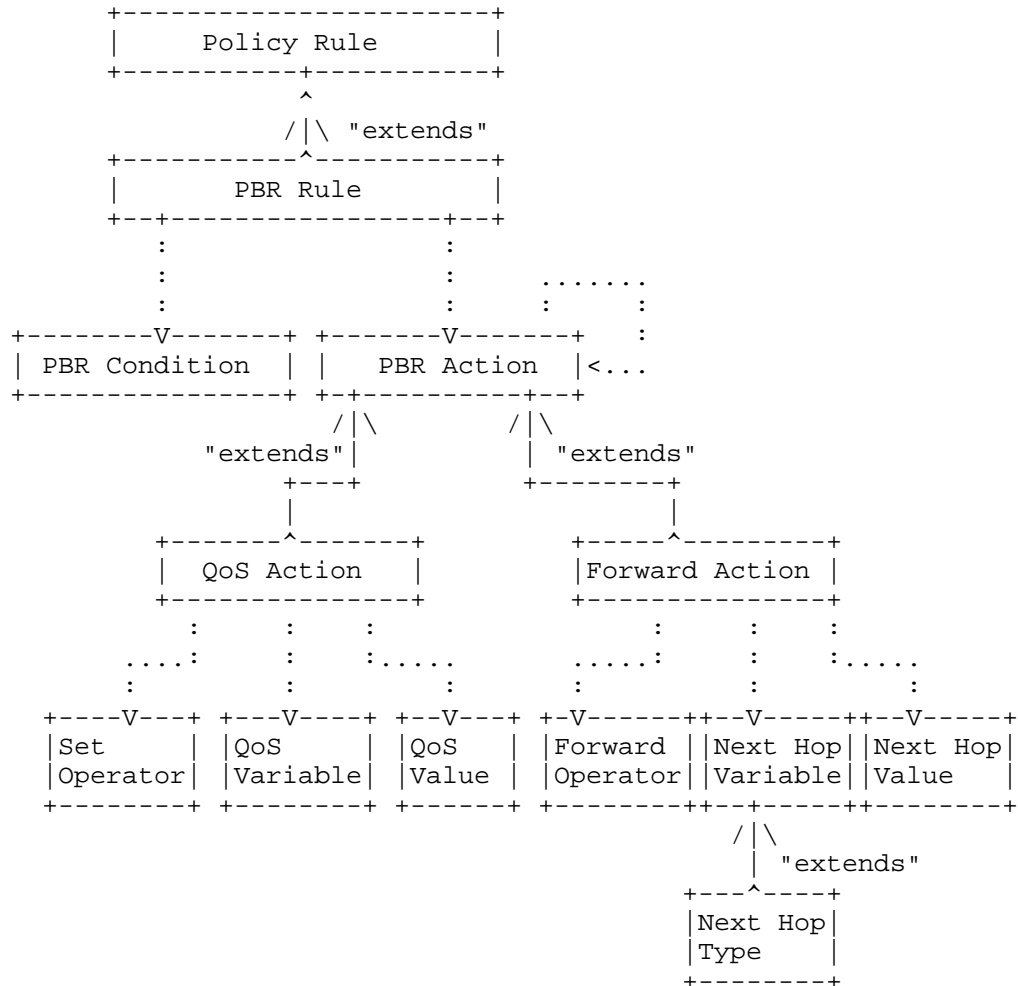 Policy Rule
"extends"
PBR Rule
PBR Condition
PBR Action
"extends"
"extends"
QoS Action
Forward Action
Set
Operator
QoS
Variable
QoS
Value
Forward
Operator
Next Hop
Variable
Next Hop
Value
"extends"
Next Hop
Type